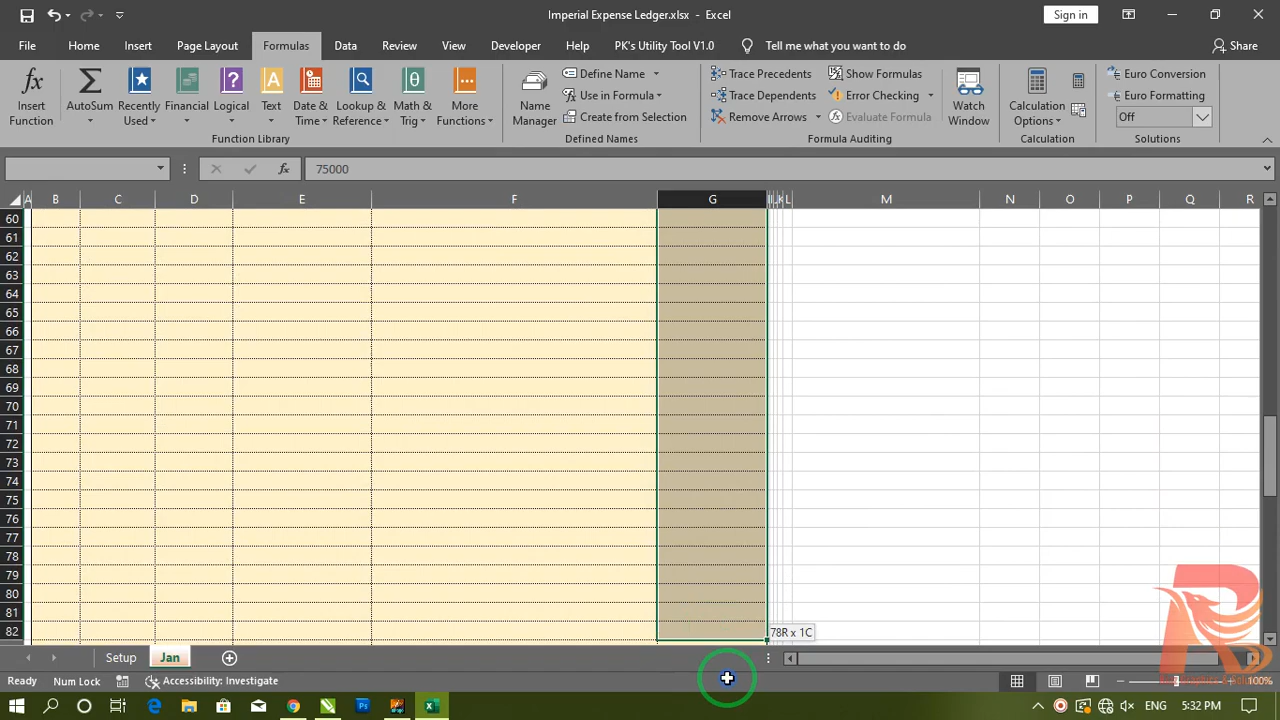 Imperial Expense Ledger.xlsx - Excel
Sign in
File Home Insert Page Layout Formulas Data Review View Developer Help PK's Utility Tool V1.0 Tell me what you want to do Share
Insert Function
AutoSum
Recently Used
Financial
Logical
Text
Date & Time
Lookup & Reference
Math & Trig
More Functions
Function Library
Name Manager
Define Name
Use in Formula
Create from Selection
Defined Names
Trace Precedents
Trace Dependents
Remove Arrows
Show Formulas
Error Checking
Evaluate Formula
Formula Auditing
Watch Window
Calculation Options
Calculation
Euro Conversion
Euro Formatting
Off
Solutions
fx 75000
A B C D E F G I J K L M N O P Q R
60
61
62
63
64
65
66
67
68
69
70
71
72
73
74
75
76
77
78
79
80
81
82
78R x 1C
Setup Jan
Ready Num Lock Accessibility: Investigate 100%
ENG 5:32 PM